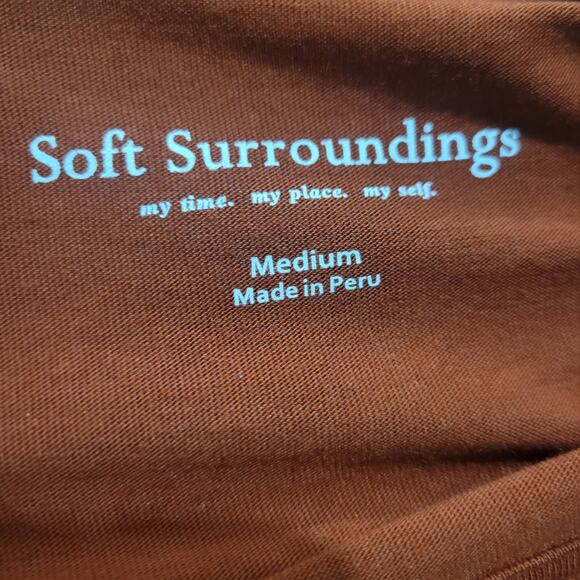 Soft Surroundings
my time. my place. my self.
Medium
Made in Peru